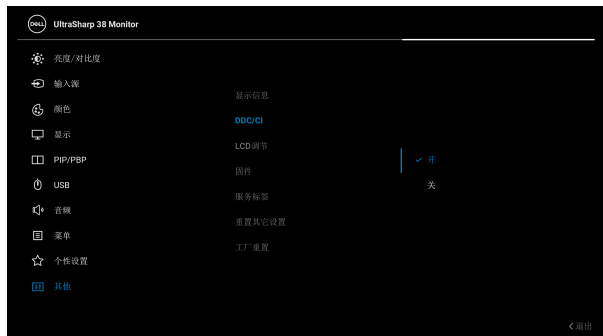 DELL UltraSharp 38 Monitor
亮度/对比度
输入源
颜色
显示
PIP/PBP
USB
音频
菜单
个性设置
其他
显示信息
DDC/CI
LCD调节
固件
服务标签
重置其它设置
工厂重置
开
关
退出